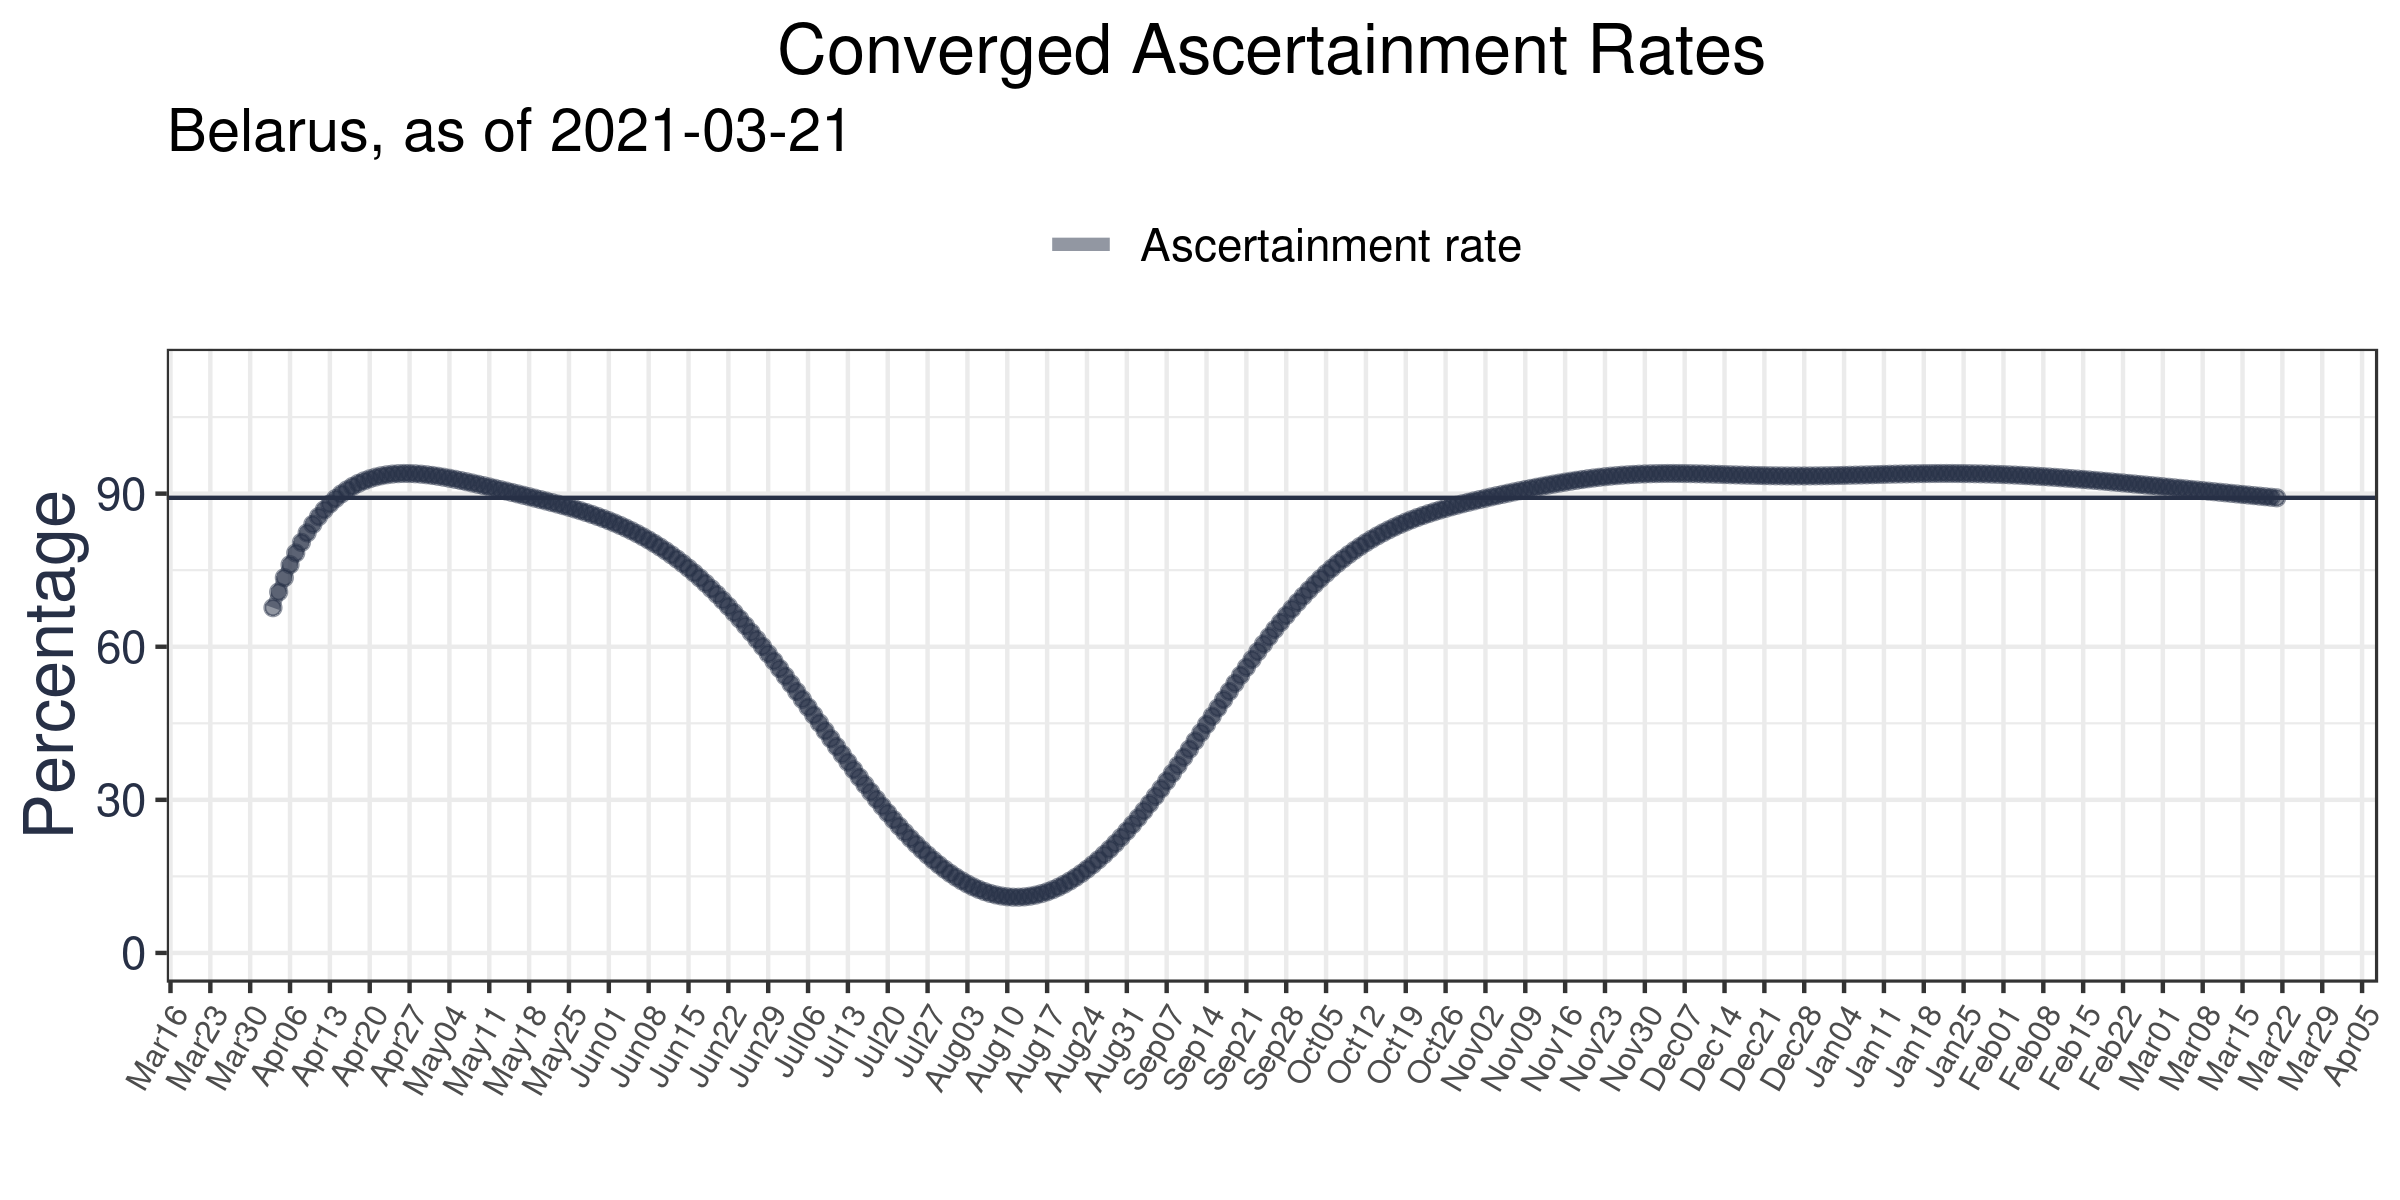 Converged Ascertainment Rates
Belarus, as of 2021-03-21
Ascertainment rate
Percentage
90
60
30
0
Mar16
Mar23
Mar30
Apr06
Apr13
Apr20
Apr27
May04
May11
May18
May25
Jun01
Jun08
Jun15
Jun22
Jun29
Jul06
Jul13
Jul20
Jul27
Aug03
Aug10
Aug17
Aug24
Aug31
Sep07
Sep14
Sep21
Sep28
Oct05
Oct12
Oct19
Oct26
Nov02
Nov09
Nov16
Nov23
Nov30
Dec07
Dec14
Dec21
Dec28
Jan04
Jan11
Jan18
Jan25
Feb01
Feb08
Feb15
Feb22
Mar01
Mar08
Mar15
Mar22
Mar29
Apr05